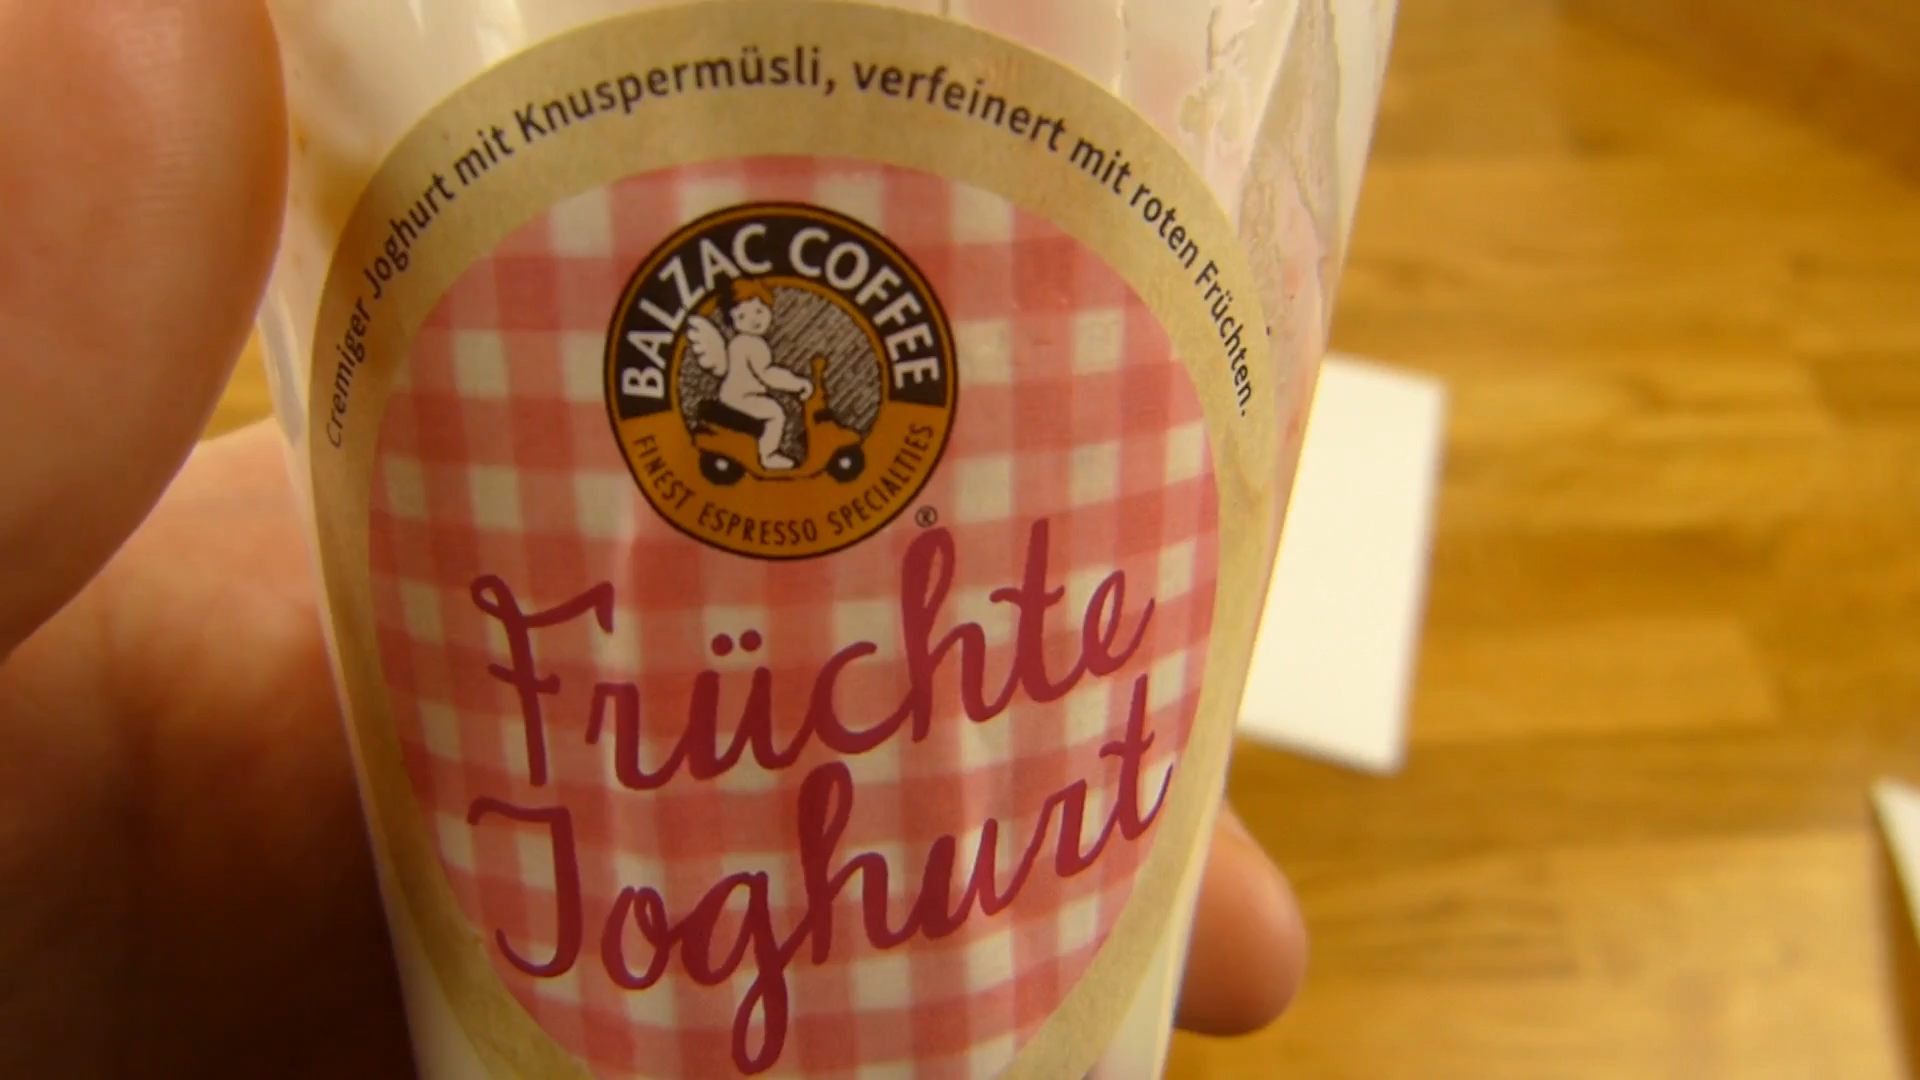 Cremiger Joghurt mit Knuspermüsli, verfeinert mit roten Früchten.
BALZAC COFFEE
FINEST ESPRESSO SPECIALTIES
®
Früchte
Joghurt